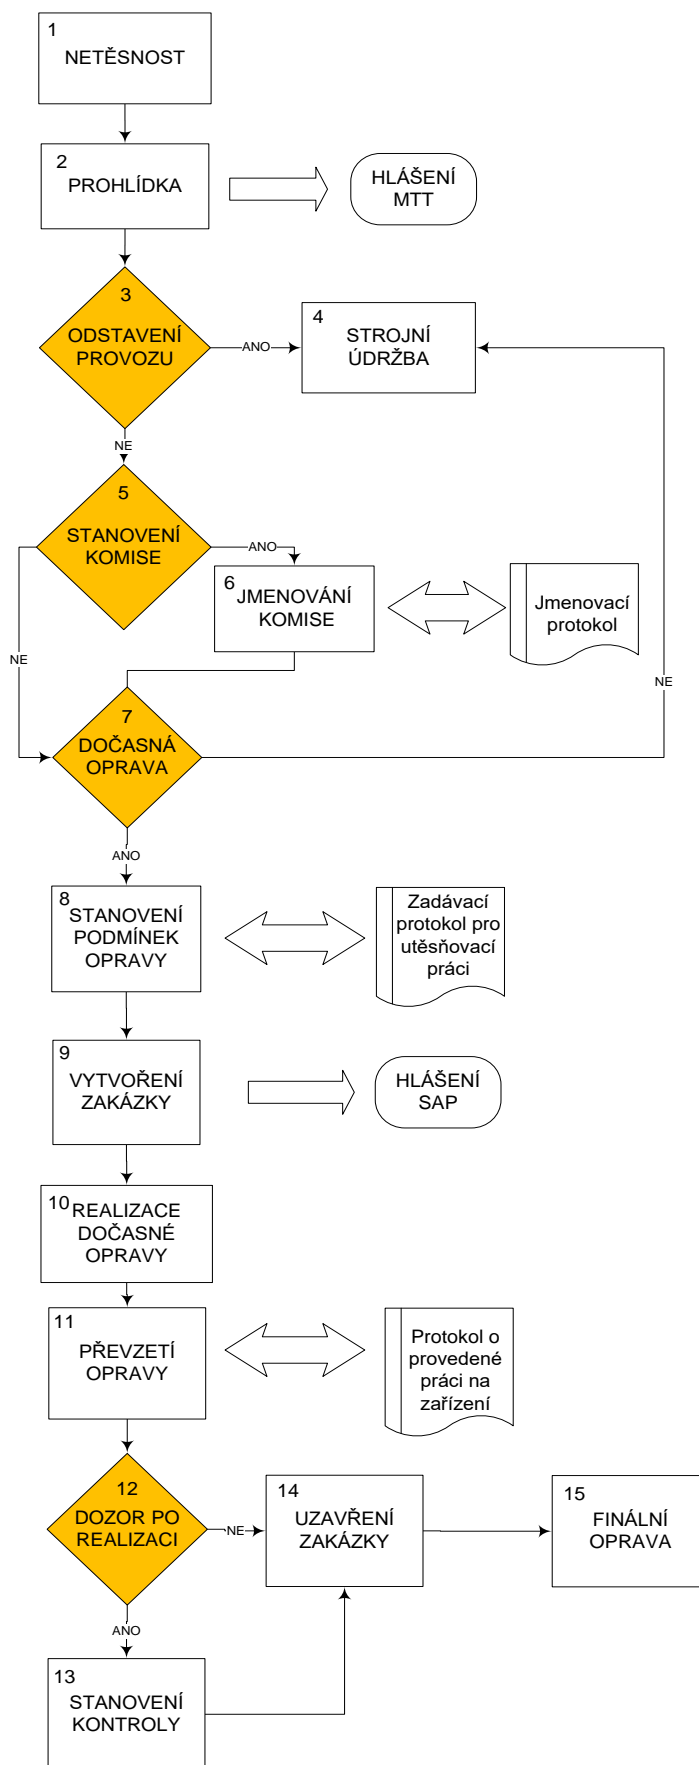 1
NETĚSNOST
2
PROHLÍDKA
HLÁŠENÍ
MTT
3
ODSTAVENÍ
PROVOZU
ANO
4
STROJNÍ
ÚDRŽBA
NE
5
STANOVENÍ
KOMISE
ANO
6
JMENOVÁNÍ
KOMISE
Jmenovací
protokol
NE
NE
7
DOČASNÁ
OPRAVA
ANO
8
STANOVENÍ
PODMÍNEK
OPRAVY
Zadávací
protokol pro
utěsňovací
práci
9
VYTVOŘENÍ
ZAKÁZKY
HLÁŠENÍ
SAP
10
REALIZACE
DOČASNÉ
OPRAVY
11
PŘEVZETÍ
OPRAVY
Protokol o
provedené
práci na
zařízení
12
DOZOR PO
REALIZACI
NE
14
UZAVŘENÍ
ZAKÁZKY
15
FINÁLNÍ
OPRAVA
ANO
13
STANOVENÍ
KONTROLY